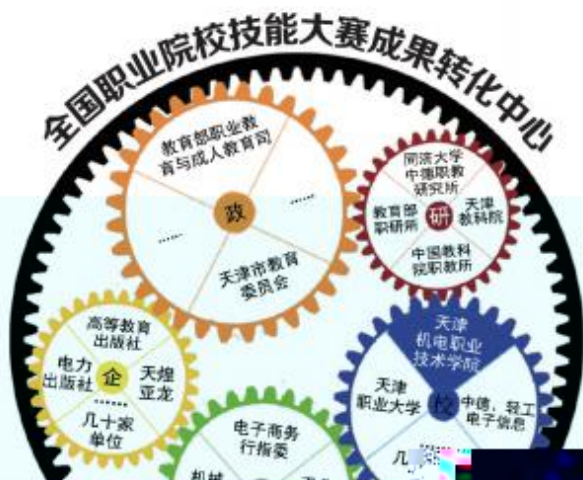 全国职业院校技能大赛成果转化中心
教育部职业教
育与成人教育司
政
……
……
天津市教育
委员会
同济大学
中德职教
研究所
教育部
职研所
研
天津
教科院
中国教科
院职教所
高等教育
出版社
电力
出版社
企
天煌
亚龙
……
几十家
单位
天津
机电职业
技术学院
天津
职业大学
校
中德、轻工
电子信息
……
几
电子商务
行指委
机械